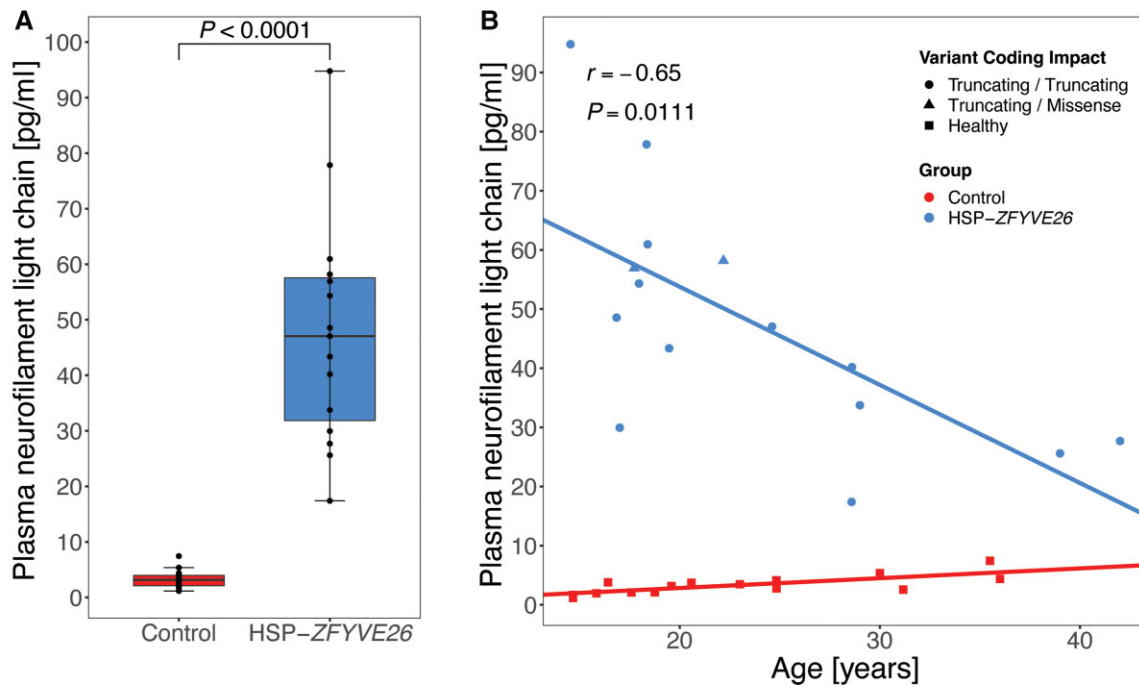 A
P < 0.0001
100
90
80
70
60
50
40
30
20
10
0
Plasma neurofilament light chain [pg/ml]
Control
HSP−ZFYVE26
B
r = −0.65
P = 0.0111
Variant Coding Impact
Truncating / Truncating
Truncating / Missense
Healthy
Group
Control
HSP−ZFYVE26
90
80
70
60
50
40
30
20
10
0
Plasma neurofilament light chain [pg/ml]
20
30
40
Age [years]